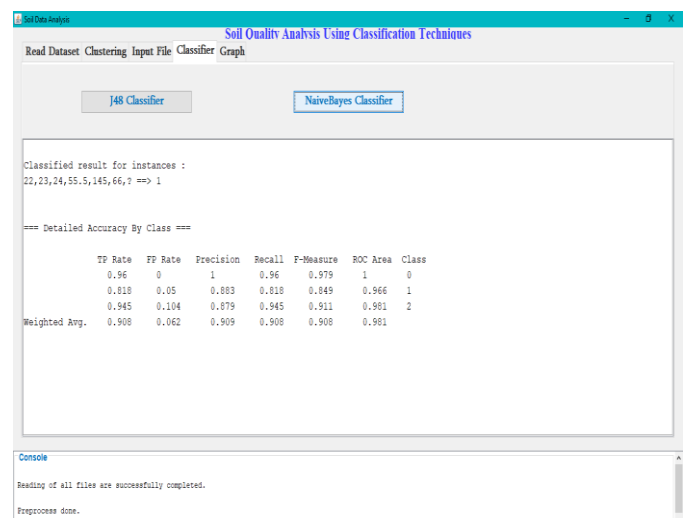 Soil Data Analysis
Soil Quality Analysis Using Classification Techniques
Read Dataset Clustering Input File Classifier Graph
J48 Classifier NaiveBayes Classifier
Classified result for instances :
22,23,24,55.5,145,66,? ==> 1
=== Detailed Accuracy By Class ===
TP Rate FP Rate Precision Recall F-Measure ROC Area Class
0.96 0 1 0.96 0.979 1 0
0.818 0.05 0.883 0.818 0.849 0.966 1
0.945 0.104 0.879 0.945 0.911 0.981 2
Weighted Avg. 0.908 0.062 0.909 0.908 0.908 0.981
Console
Reading of all files are successfully completed.
Preprocess done.